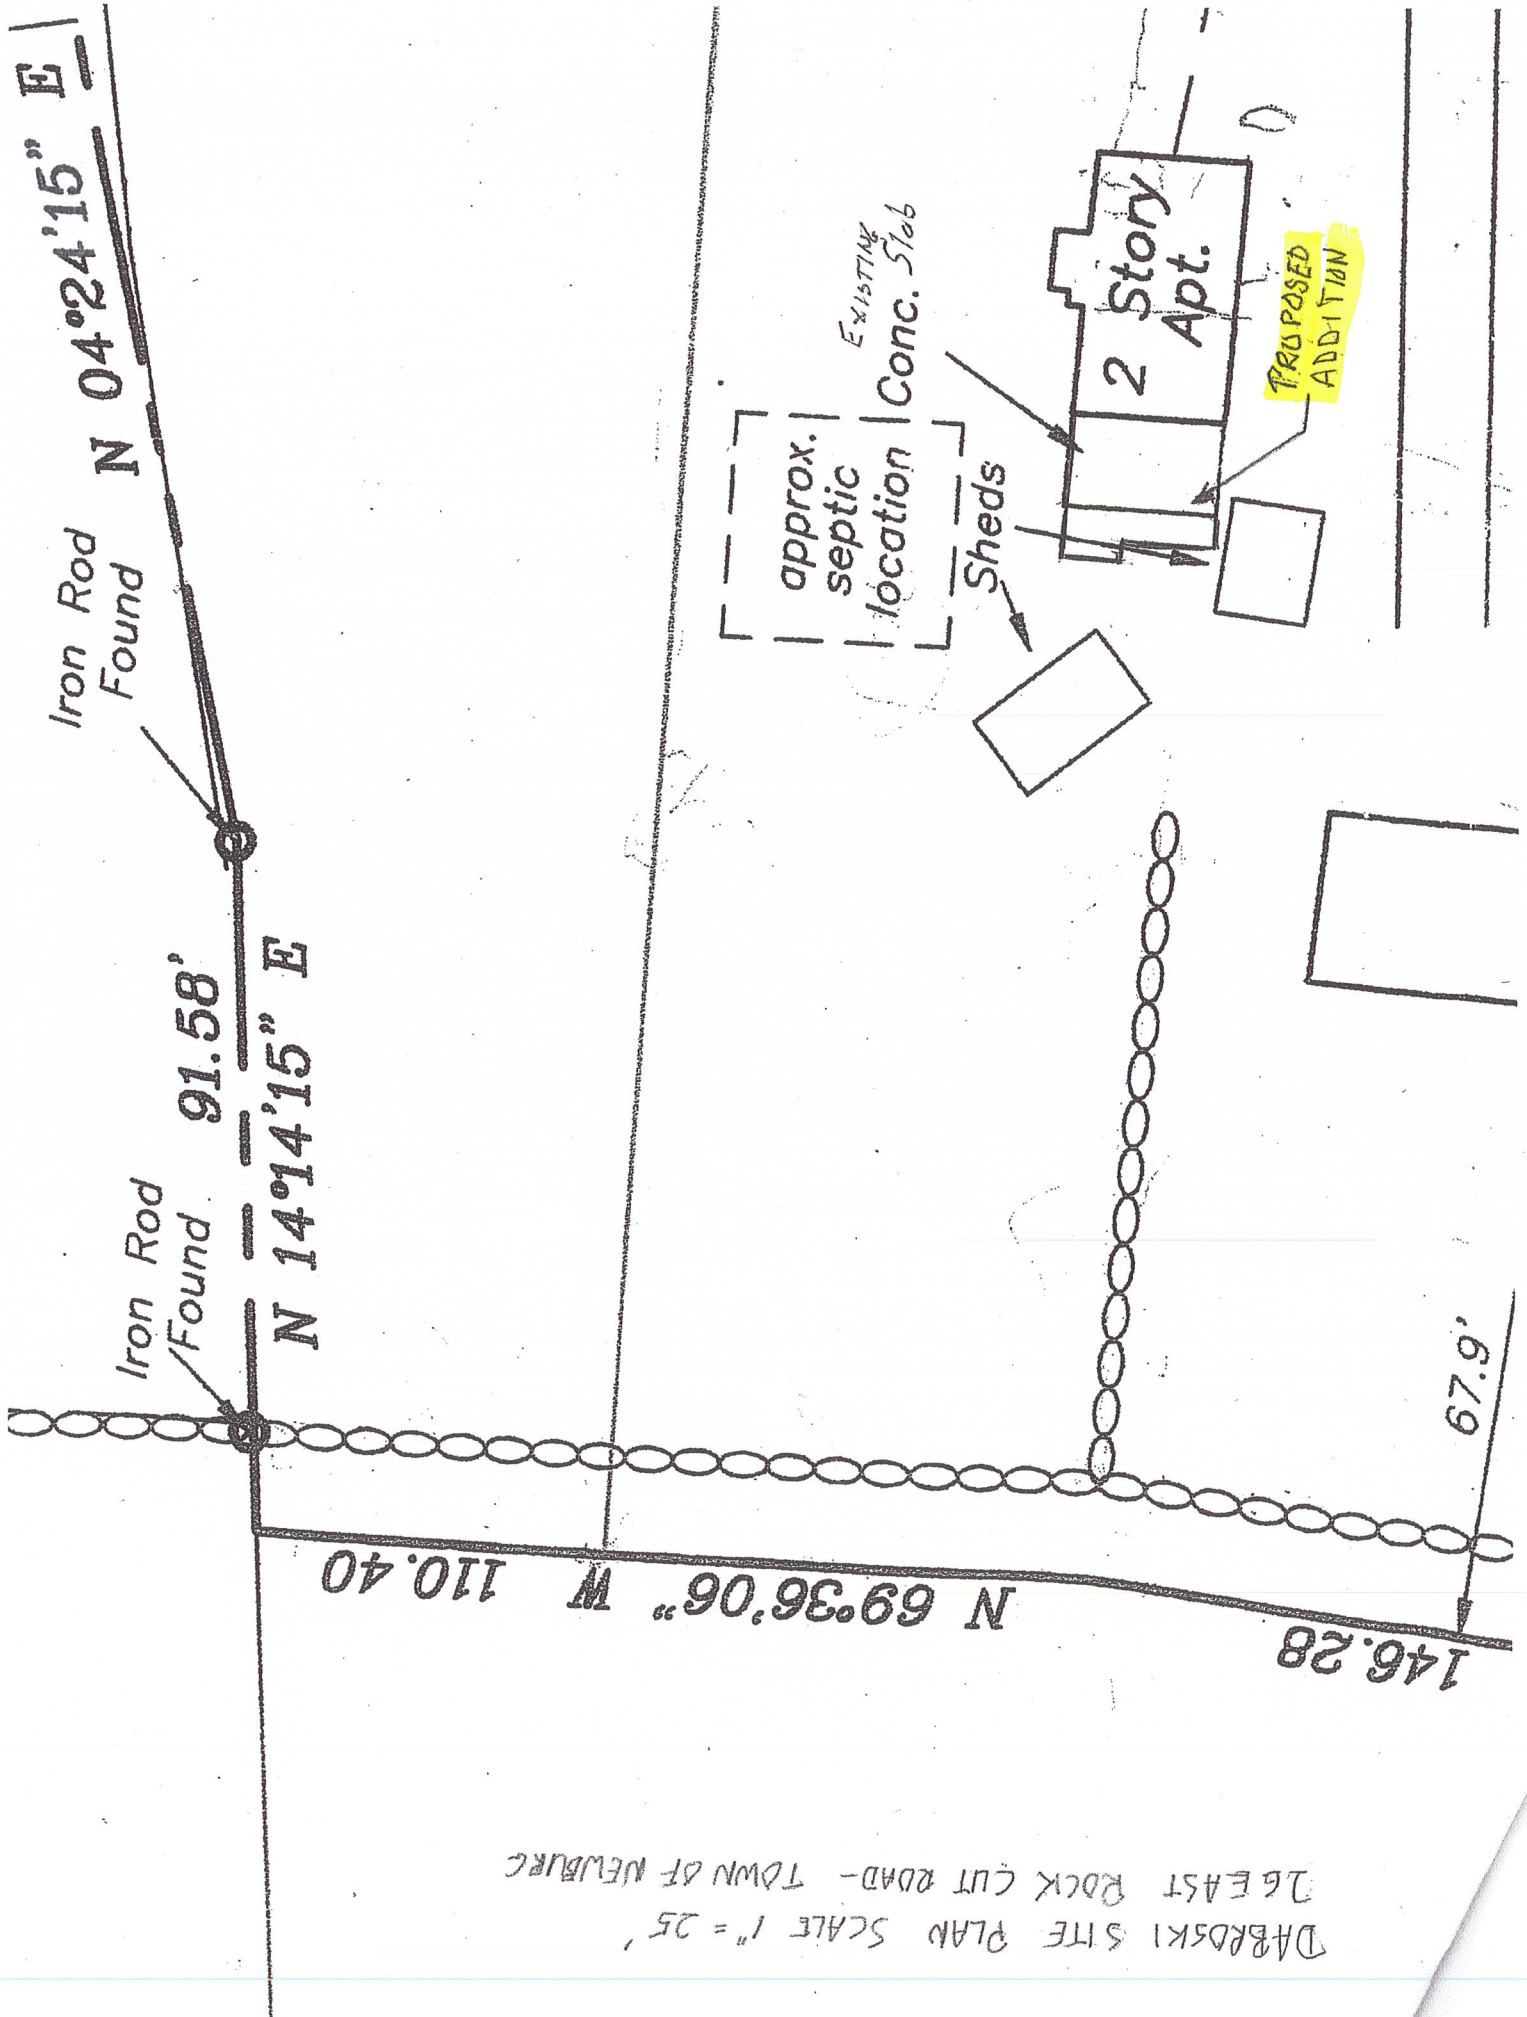 N 04°24'15" E
Iron Rod
Found
91.58'
N 14°14'15" E
Iron Rod
Found
EXISTING
Conc. Slab
2 Story
Apt.
PROPOSED
ADDITION
approx.
septic
location
Sheds
67.9'
N 69°36'06" W 110.40
146.28
DABROSKI SITE PLAN SCALE 1" = 25'
26 EAST ROCK CUT ROAD - TOWN OF NEWBURG